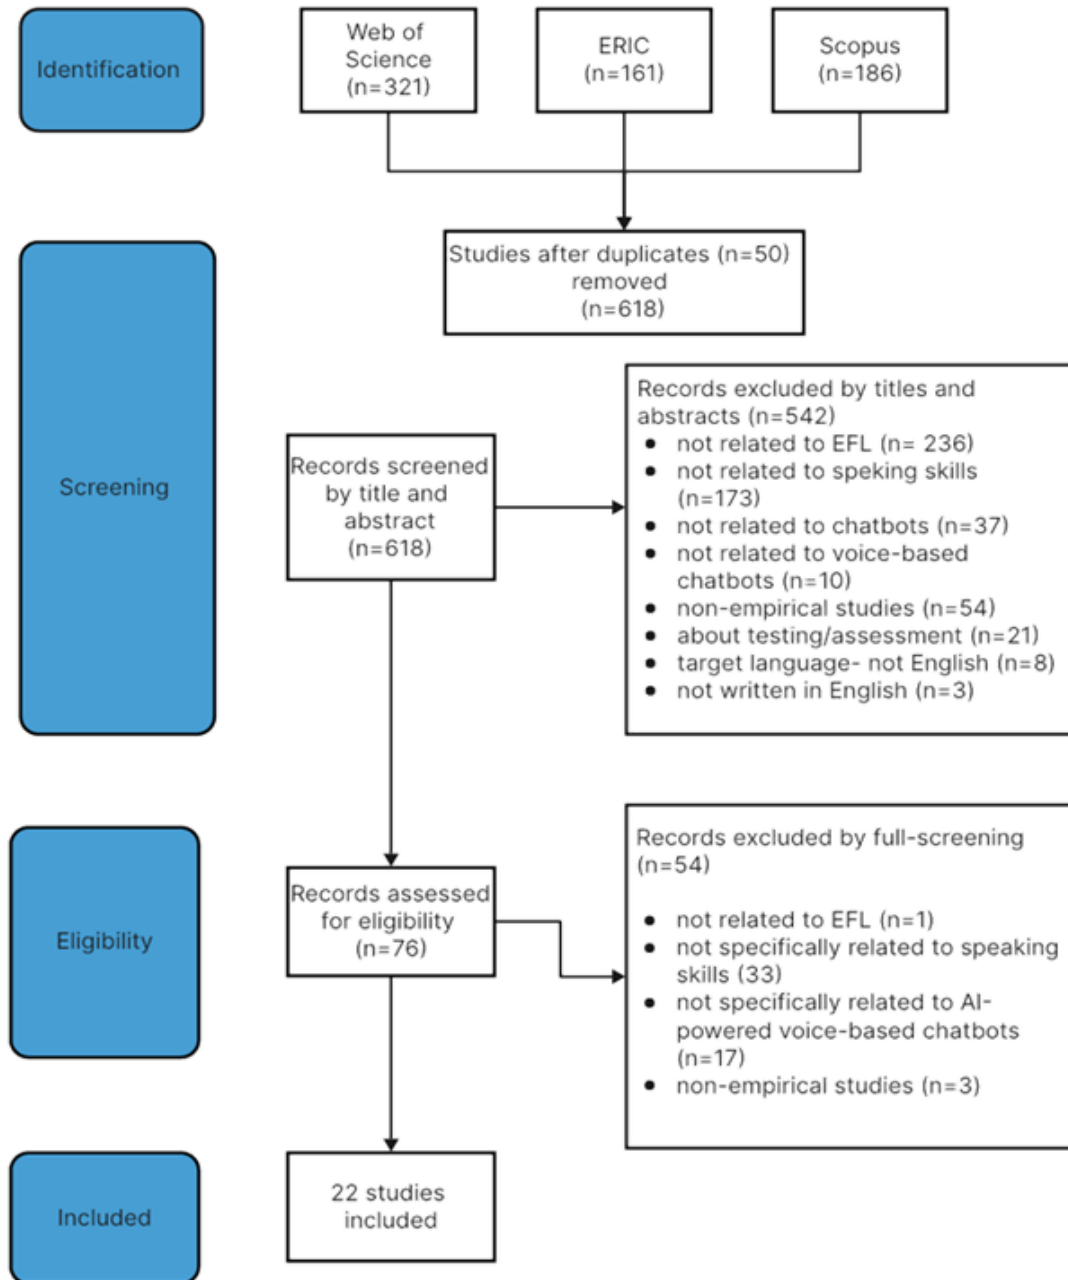 Identification
Web of
Science
(n=321)
ERIC
(n=161)
Scopus
(n=186)
Studies after duplicates (n=50)
removed
(n=618)
Screening
Records screened
by title and
abstract
(n=618)
Records excluded by titles and
abstracts (n=542)
• not related to EFL (n= 236)
• not related to speking skills
(n=173)
• not related to chatbots (n=37)
• not related to voice-based
chatbots (n=10)
• non-empirical studies (n=54)
• about testing/assessment (n=21)
• target language- not English (n=8)
• not written in English (n=3)
Eligibility
Records assessed
for eligibility
(n=76)
Records excluded by full-screening
(n=54)
• not related to EFL (n=1)
• not specifically related to speaking
skills (33)
• not specifically related to AI-
powered voice-based chatbots
(n=17)
• non-empirical studies (n=3)
Included
22 studies
included